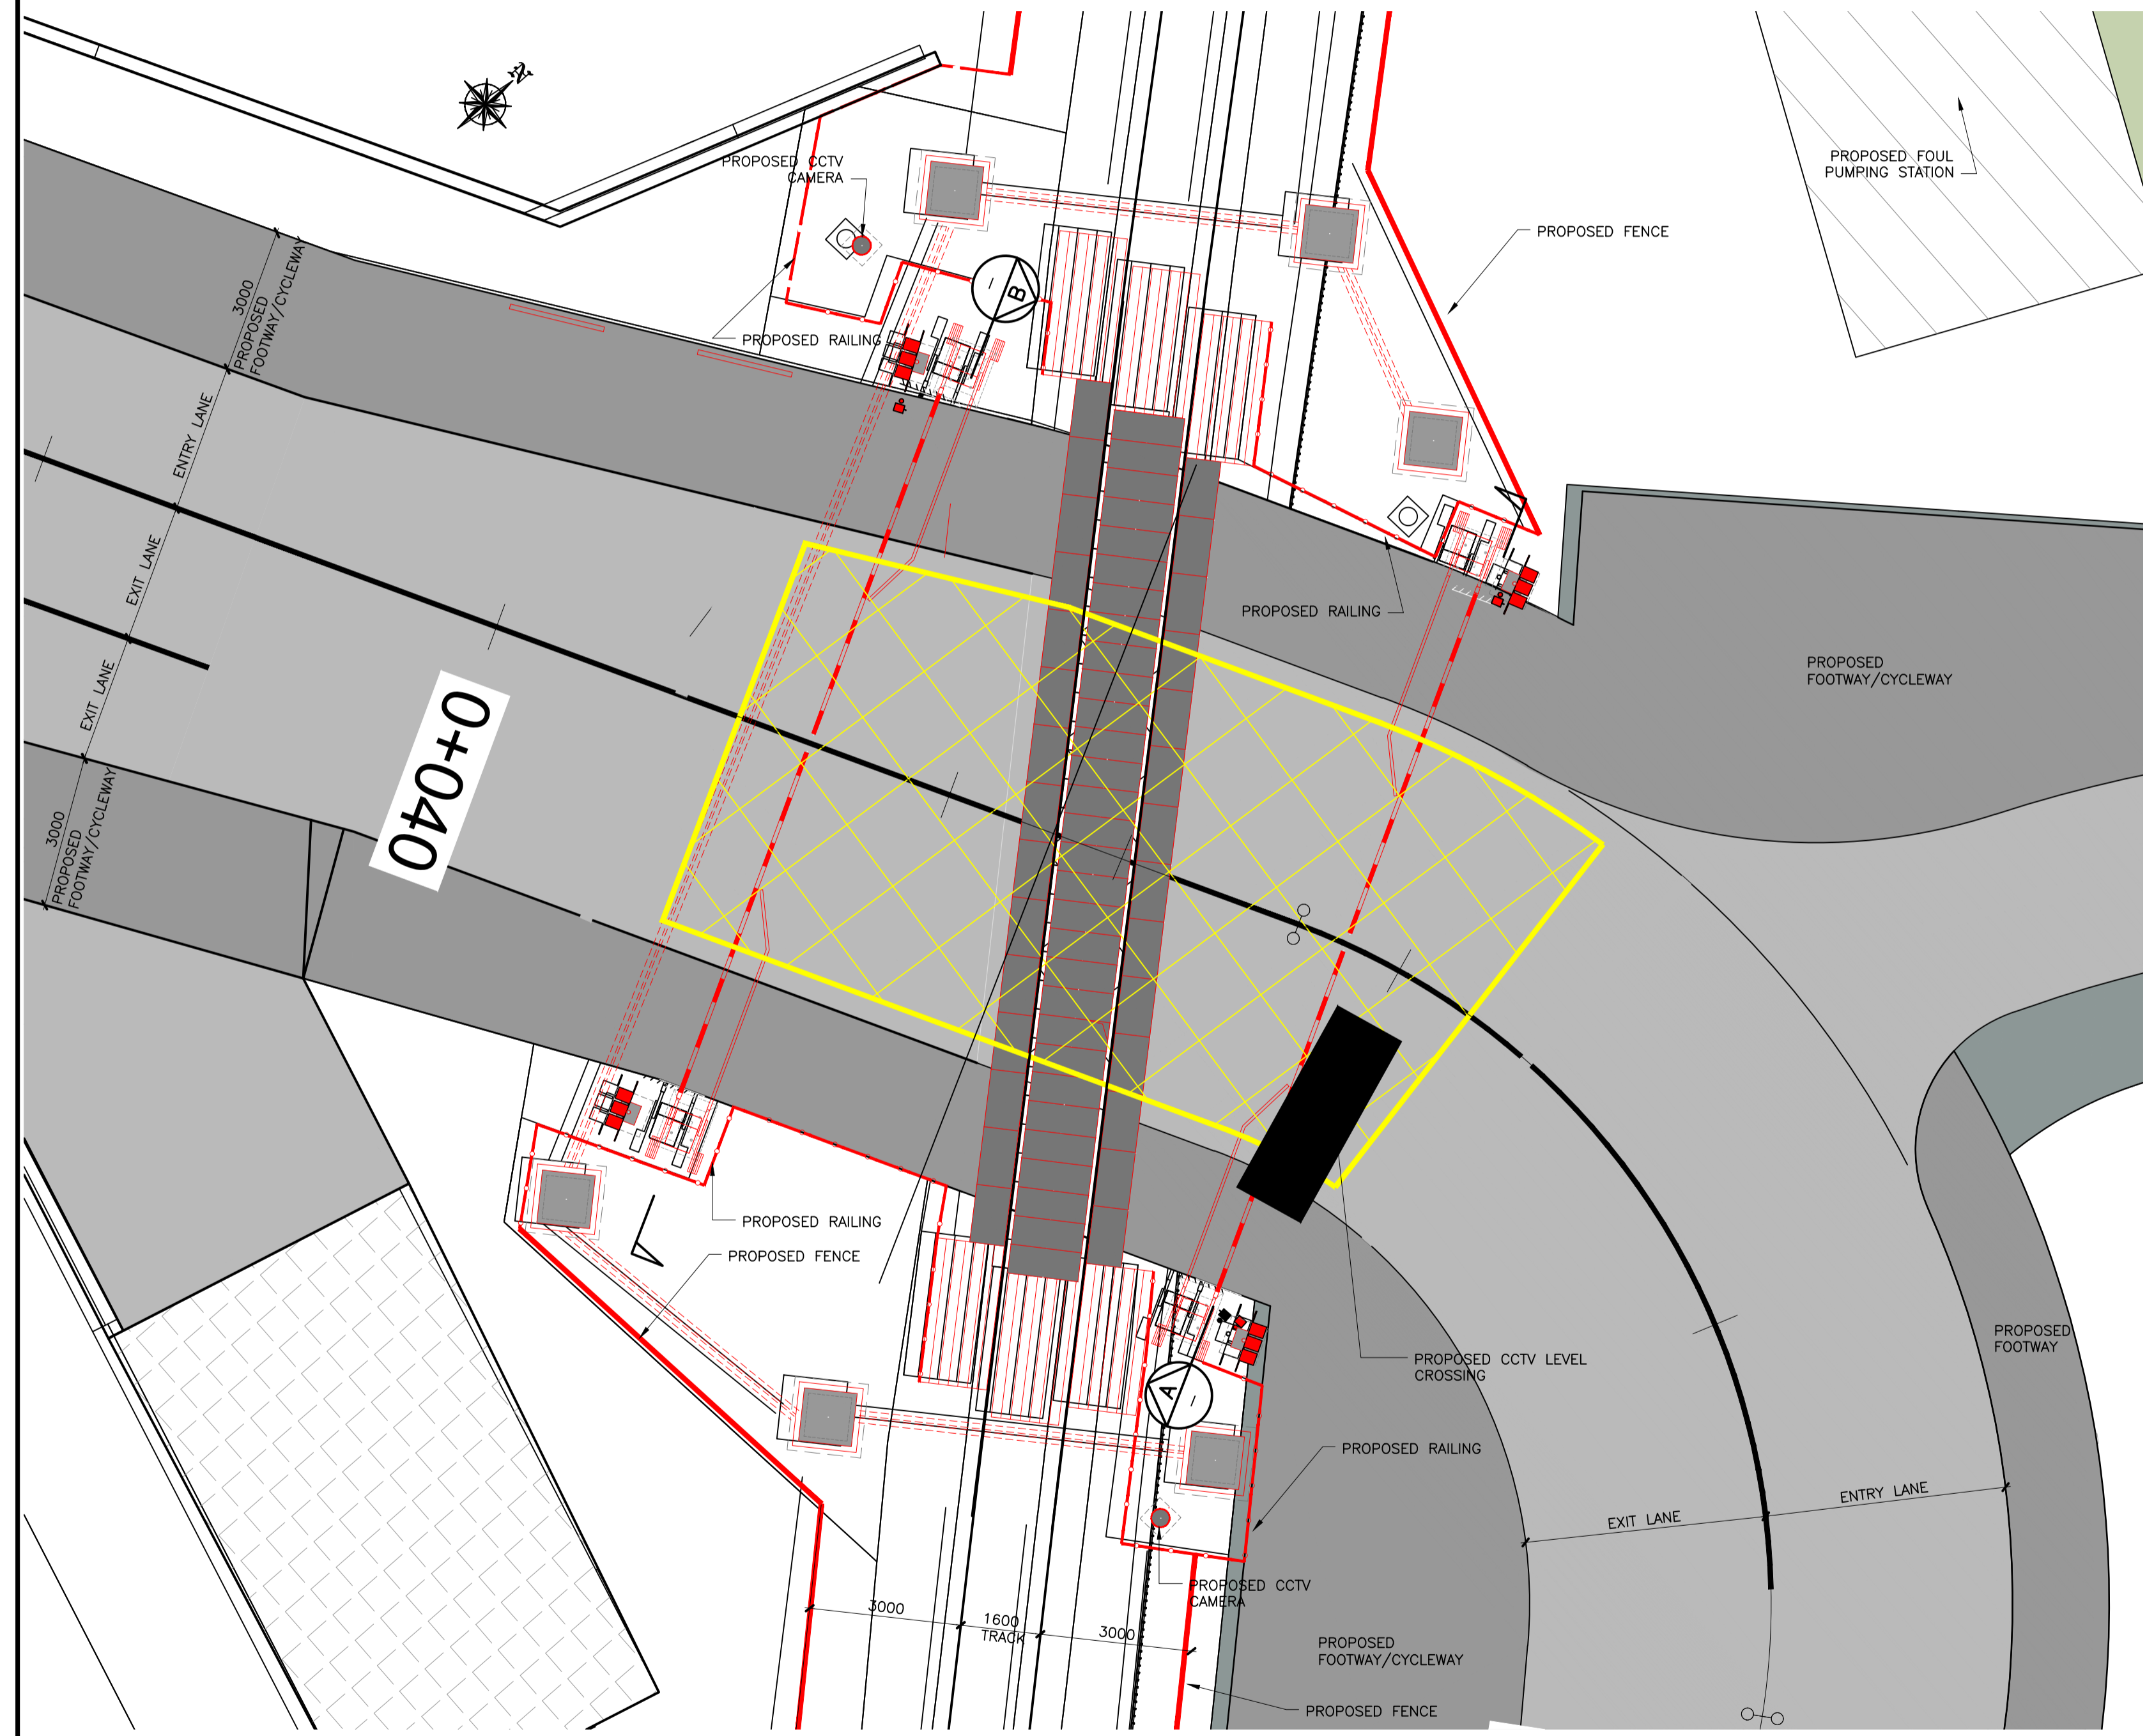 N
PROPOSED CCTV
CAMERA
PROPOSED FOUL
PUMPING STATION
PROPOSED FENCE
B
–
PROPOSED RAILING
3000
PROPOSED
FOOTWAY/CYCLEWAY
ENTRY LANE
EXIT LANE
EXIT LANE
3000
PROPOSED
FOOTWAY/CYCLEWAY
0+040
PROPOSED RAILING
PROPOSED
FOOTWAY/CYCLEWAY
PROPOSED RAILING
PROPOSED FENCE
PROPOSED CCTV LEVEL
CROSSING
PROPOSED
FOOTWAY
A
–
PROPOSED RAILING
EXIT LANE
ENTRY LANE
PROPOSED CCTV
CAMERA
3000
1600
TRACK
3000
PROPOSED
FOOTWAY/CYCLEWAY
PROPOSED FENCE